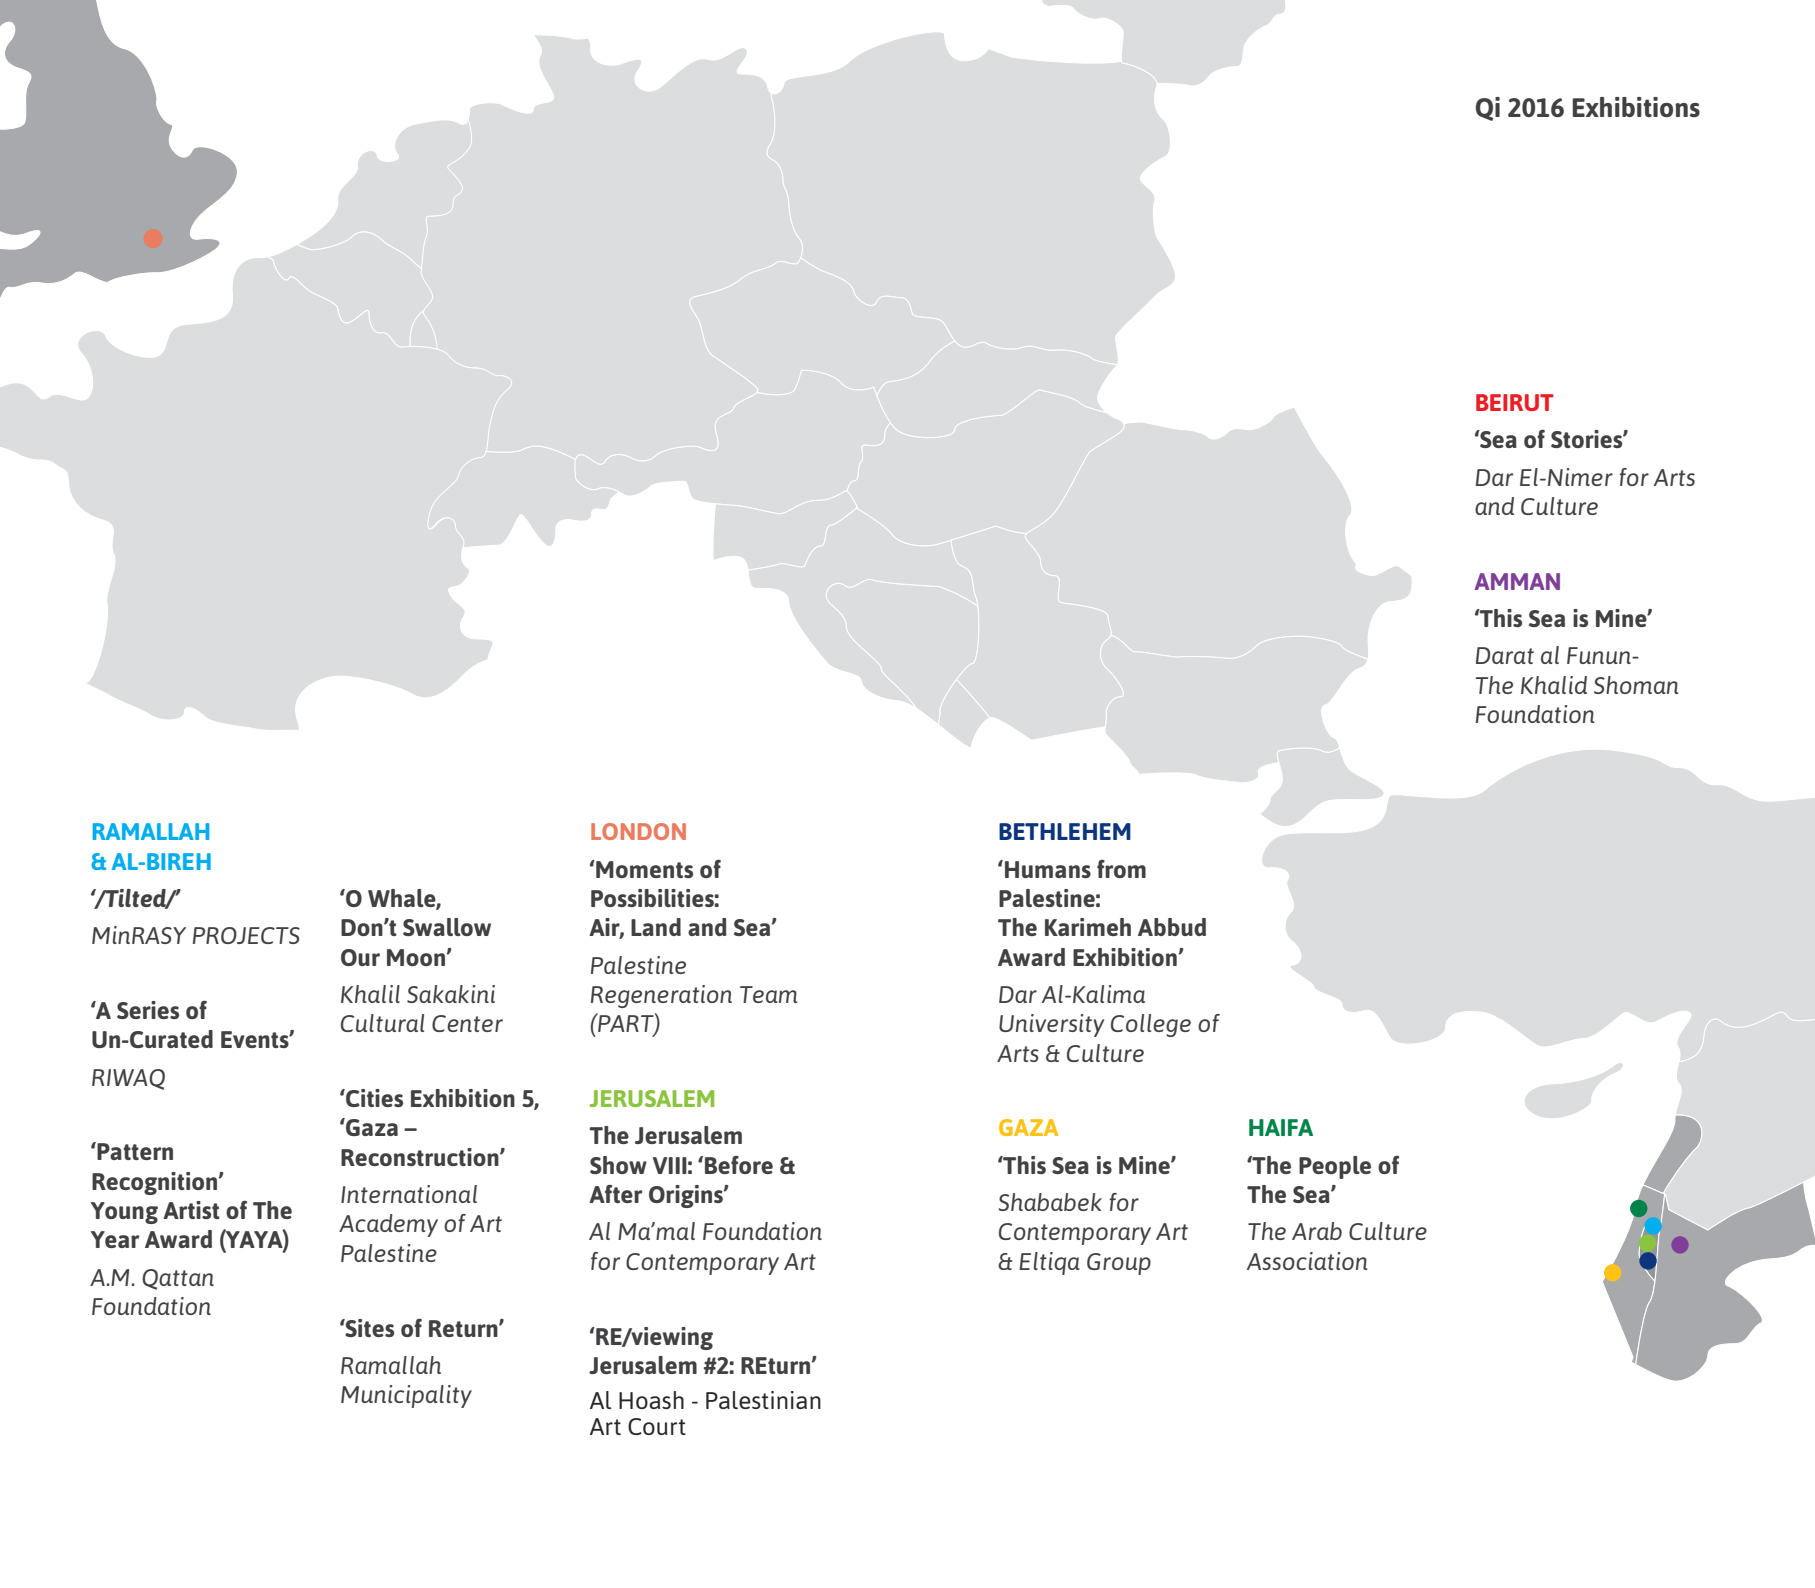 Qi 2016 Exhibitions
BEIRUT
‘Sea of Stories’
Dar El-Nimer for Arts
and Culture
AMMAN
‘This Sea is Mine’
Darat al Funun-
The Khalid Shoman
Foundation
RAMALLAH
& AL-BIREH
‘/Tilted/’
MinRASY PROJECTS
‘A Series of
Un-Curated Events’
RIWAQ
‘Pattern
Recognition’
Young Artist of The
Year Award (YAYA)
A.M. Qattan
Foundation
‘O Whale,
Don’t Swallow
Our Moon’
Khalil Sakakini
Cultural Center
‘Cities Exhibition 5,
‘Gaza –
Reconstruction’
International
Academy of Art
Palestine
‘Sites of Return’
Ramallah
Municipality
LONDON
‘Moments of
Possibilities:
Air, Land and Sea’
Palestine
Regeneration Team
(PART)
JERUSALEM
The Jerusalem
Show VIII: ‘Before &
After Origins’
Al Ma’mal Foundation
for Contemporary Art
‘RE/viewing
Jerusalem #2: REturn’
Al Hoash - Palestinian
Art Court
BETHLEHEM
‘Humans from
Palestine:
The Karimeh Abbud
Award Exhibition’
Dar Al-Kalima
University College of
Arts & Culture
GAZA
‘This Sea is Mine’
Shababek for
Contemporary Art
& Eltiqa Group
HAIFA
‘The People of
The Sea’
The Arab Culture
Association